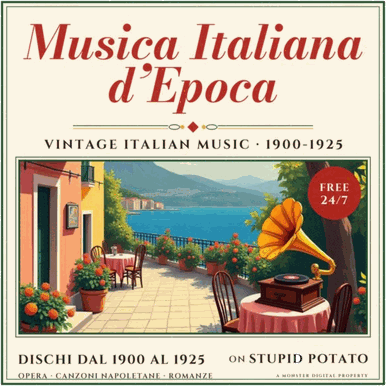 Musica Italiana
d'Epoca
VINTAGE ITALIAN MUSIC · 1900-1925
FREE
24/7
DISCHI DAL 1900 AL 1925
ON STUPID POTATO
OPERA · CANZONI NAPOLETANE · ROMANZE
A MONSTER DIGITAL PROPERTY